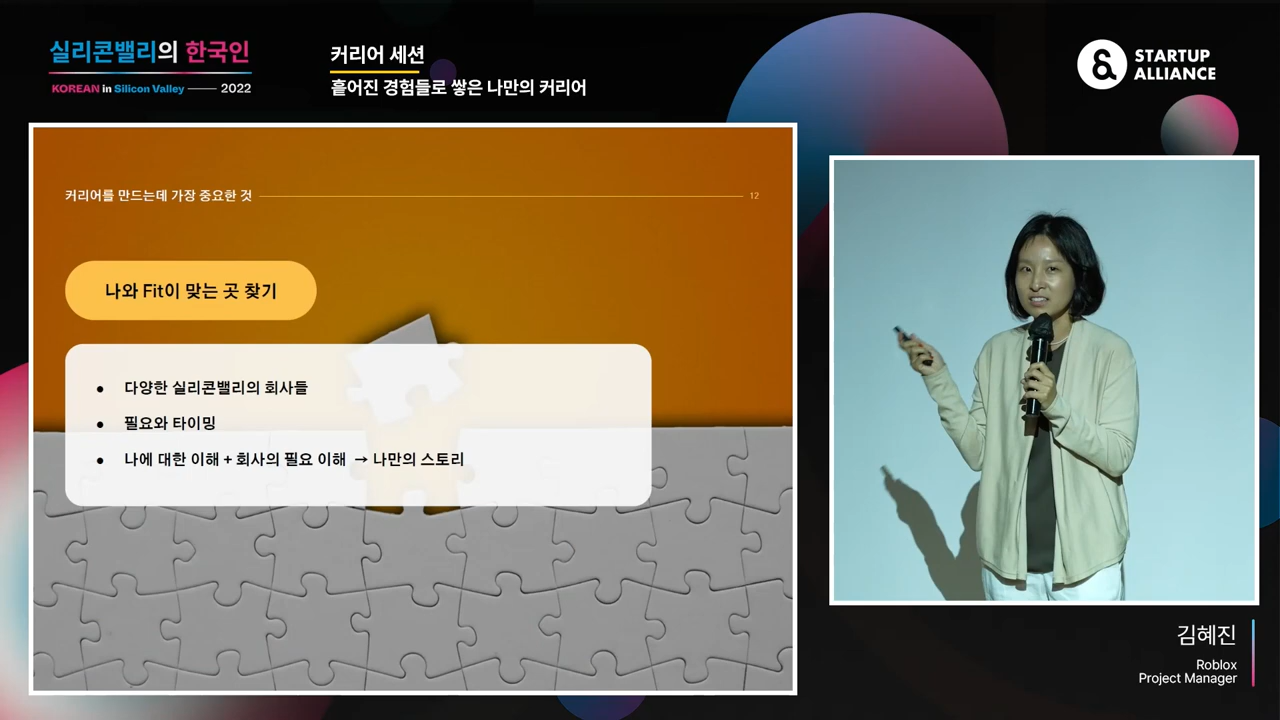 실리콘밸리의 한국인
KOREAN in Silicon Valley 2022
커리어 세션
흩어진 경험들로 쌓은 나만의 커리어
STARTUP
ALLIANCE
커리어를 만드는데 가장 중요한 것 12
나와 Fit이 맞는 곳 찾기
● 다양한 실리콘밸리의 회사들
● 필요와 타이밍
● 나에 대한 이해 + 회사의 필요 이해 → 나만의 스토리
김혜진
Roblox
Project Manager